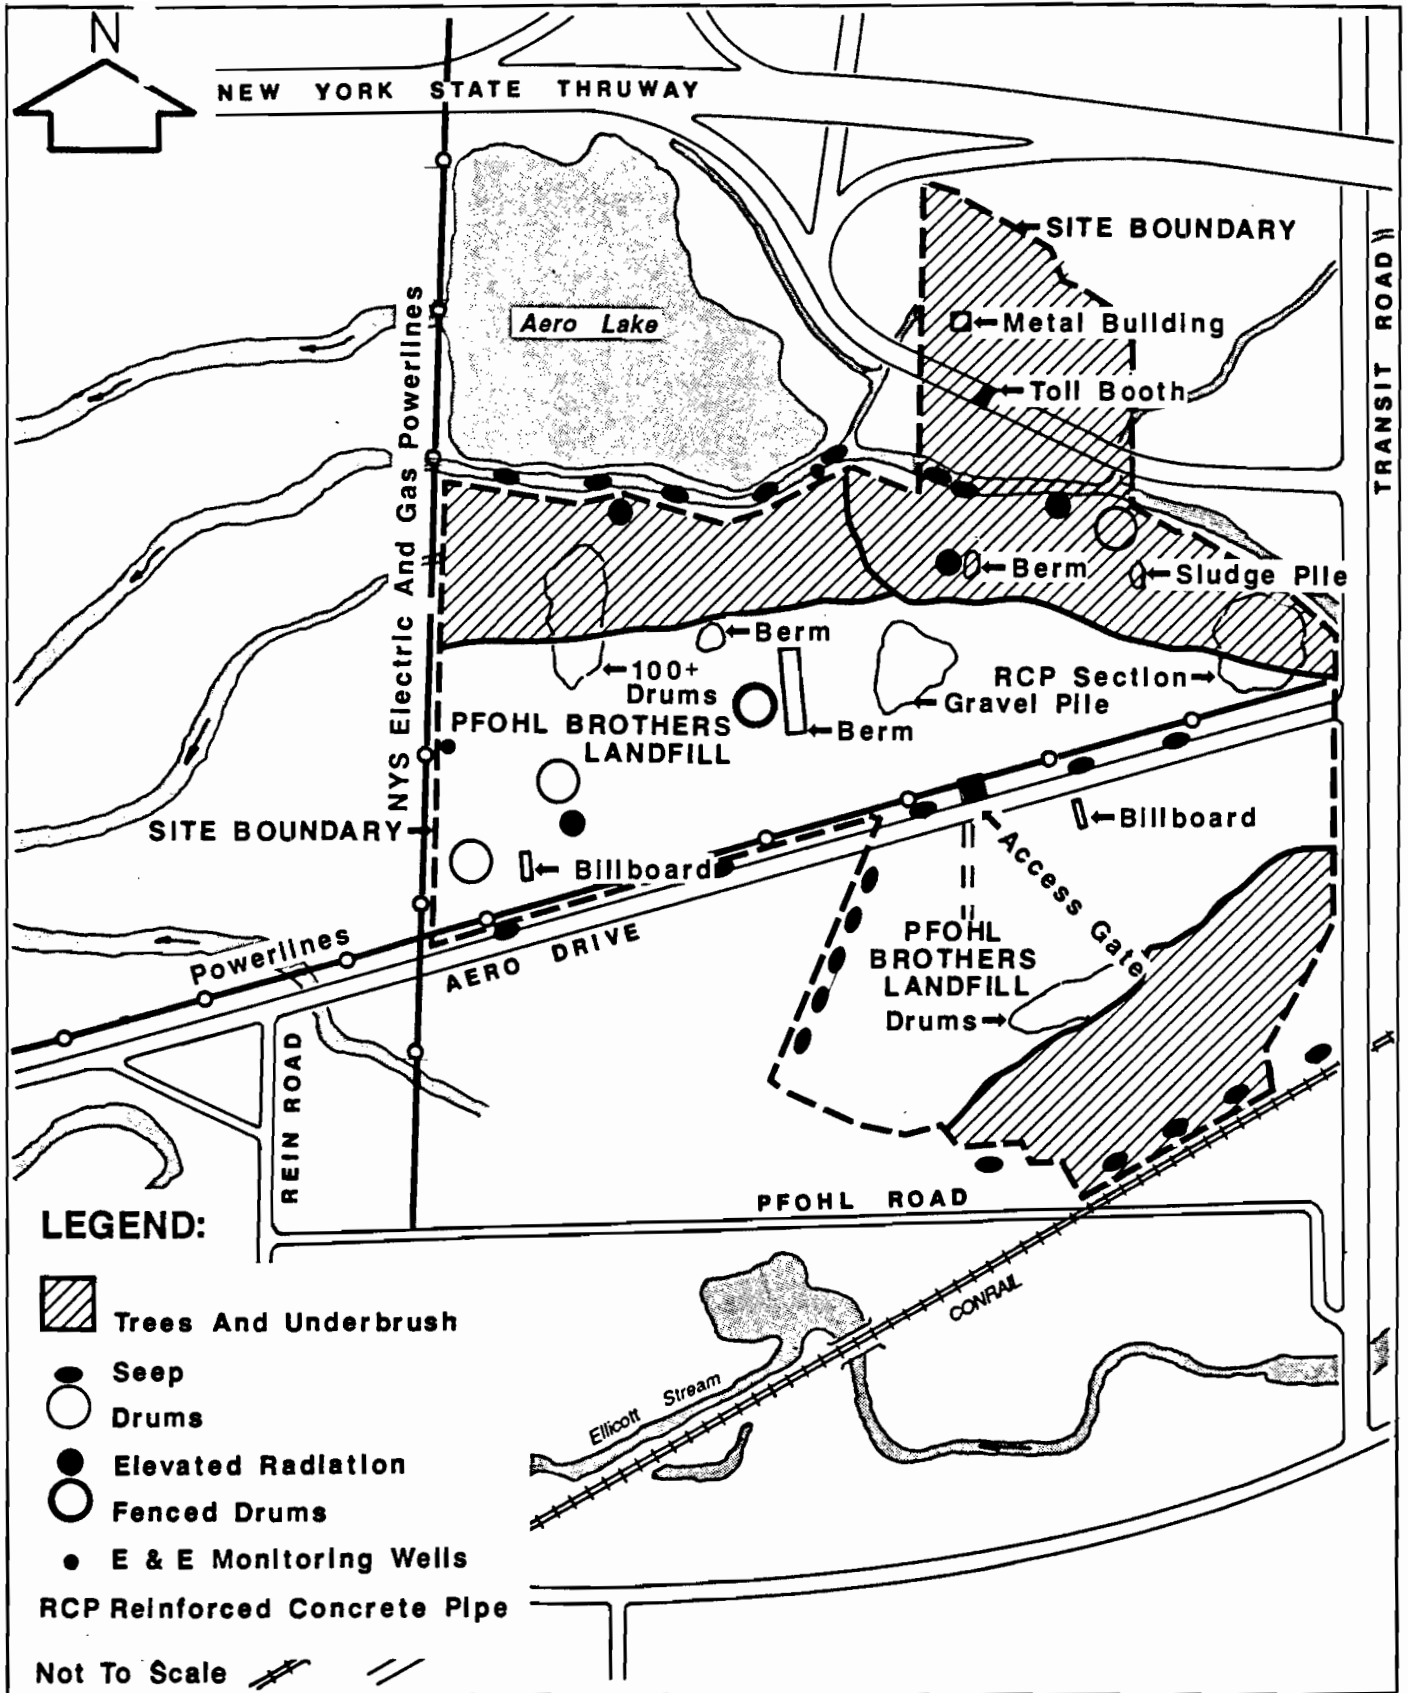 N
NEW YORK STATE THRUWAY
SITE BOUNDARY
Aero Lake
Metal Building
Toll Booth
TRANSIT ROAD
NYS Electric And Gas Powerlines
Berm
Sludge Pile
Berm
100+
Drums
RCP Section
Gravel Pile
PFOHL BROTHERS
LANDFILL
Berm
SITE BOUNDARY
Billboard
Billboard
Access Gate
Powerlines
AERO DRIVE
PFOHL
BROTHERS
LANDFILL
Drums
REIN ROAD
PFOHL ROAD
CONRAIL
Ellicott Stream
LEGEND:
Trees And Underbrush
Seep
Drums
Elevated Radiation
Fenced Drums
E & E Monitoring Wells
RCP Reinforced Concrete Pipe
Not To Scale